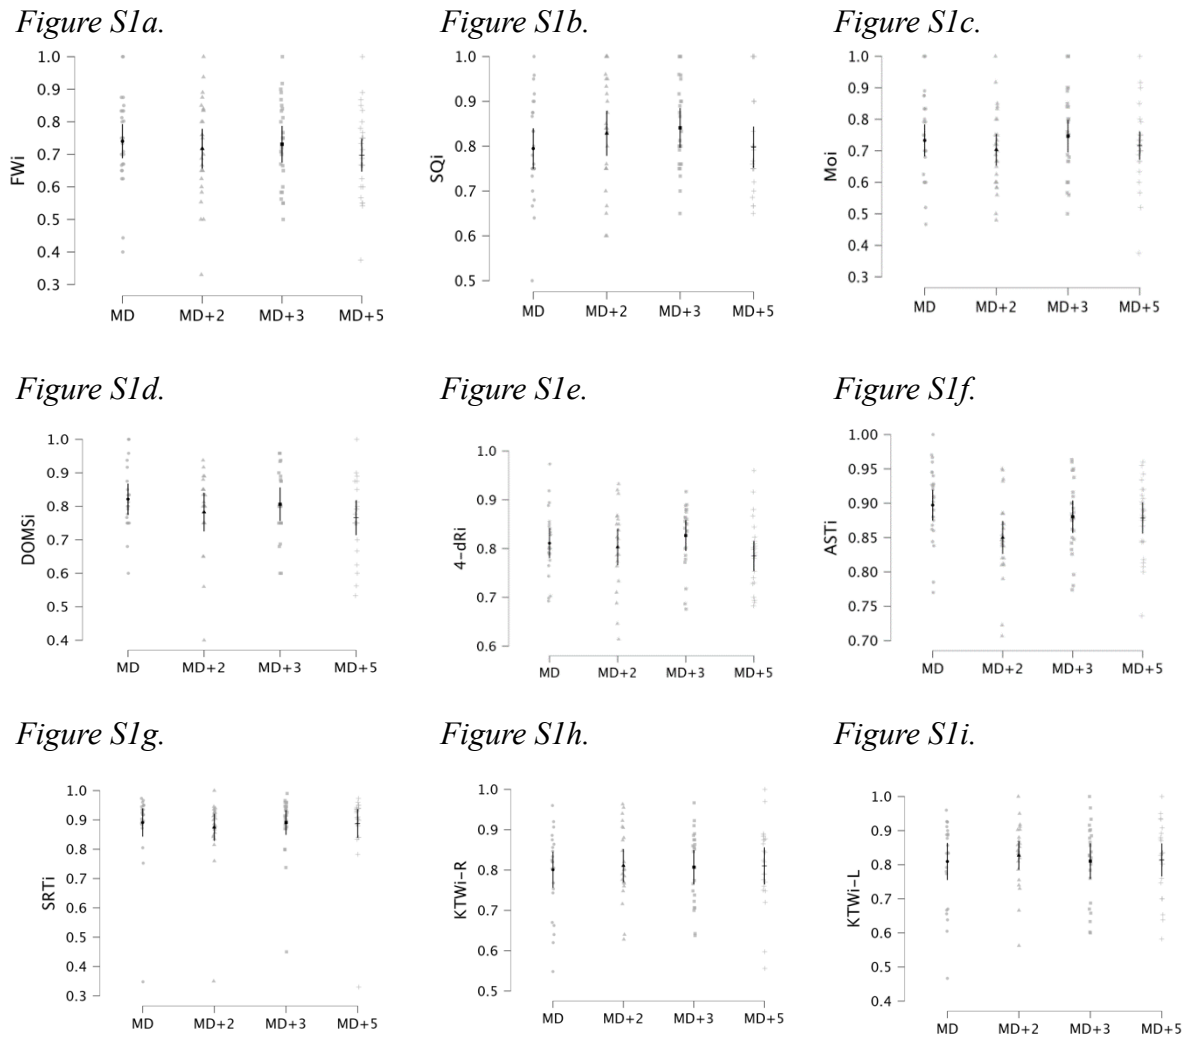 Figure S1a.
1.0
0.9
0.8
0.7
0.6
0.5
0.4
0.3
FWi
MD MD+2 MD+3 MD+5
Figure S1b.
1.0
0.9
0.8
0.7
0.6
0.5
SQi
MD MD+2 MD+3 MD+5
Figure S1c.
1.0
0.9
0.8
0.7
0.6
0.5
0.4
0.3
Moi
MD MD+2 MD+3 MD+5
Figure S1d.
1.0
0.9
0.8
0.7
0.6
0.5
0.4
DOMSi
MD MD+2 MD+3 MD+5
Figure S1e.
1.0
0.9
0.8
0.7
0.6
4-dRi
MD MD+2 MD+3 MD+5
Figure S1f.
1.00
0.95
0.90
0.85
0.80
0.75
0.70
ASTi
MD MD+2 MD+3 MD+5
Figure S1g.
1.0
0.9
0.8
0.7
0.6
0.5
0.4
0.3
SRTi
MD MD+2 MD+3 MD+5
Figure S1h.
1.0
0.9
0.8
0.7
0.6
0.5
KTWi-R
MD MD+2 MD+3 MD+5
Figure S1i.
1.0
0.9
0.8
0.7
0.6
0.5
0.4
KTWi-L
MD MD+2 MD+3 MD+5